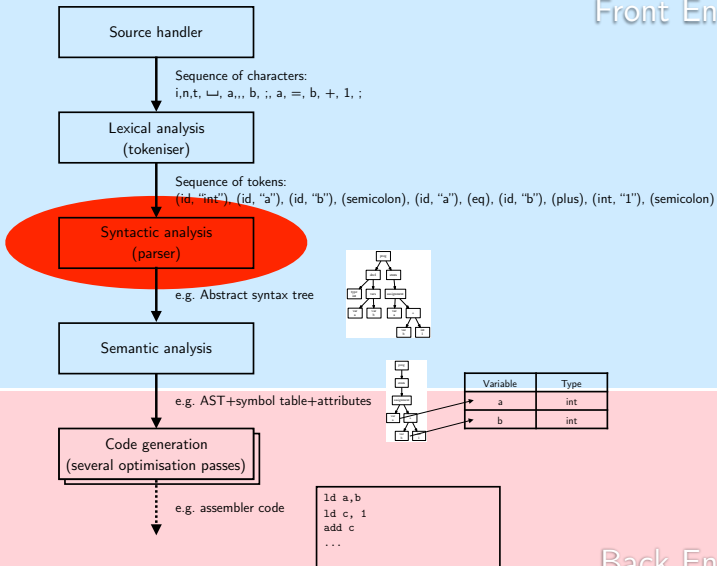 Front En
Source handler
Sequence of characters:
i,n,t, ⌴, a,,, b, ;, a, =, b, +, 1, ;
Lexical analysis
(tokeniser)
Sequence of tokens:
(id, “int”), (id, “a”), (id, “b”), (semicolon), (id, “a”), (eq), (id, “b”), (plus), (int, “1”), (semicolon)
Syntactic analysis
(parser)
e.g. Abstract syntax tree
Semantic analysis
e.g. AST+symbol table+attributes
Variable Type
a int
b int
Code generation
(several optimisation passes)
e.g. assembler code
ld a,b
ld c, 1
add c
...
Back En